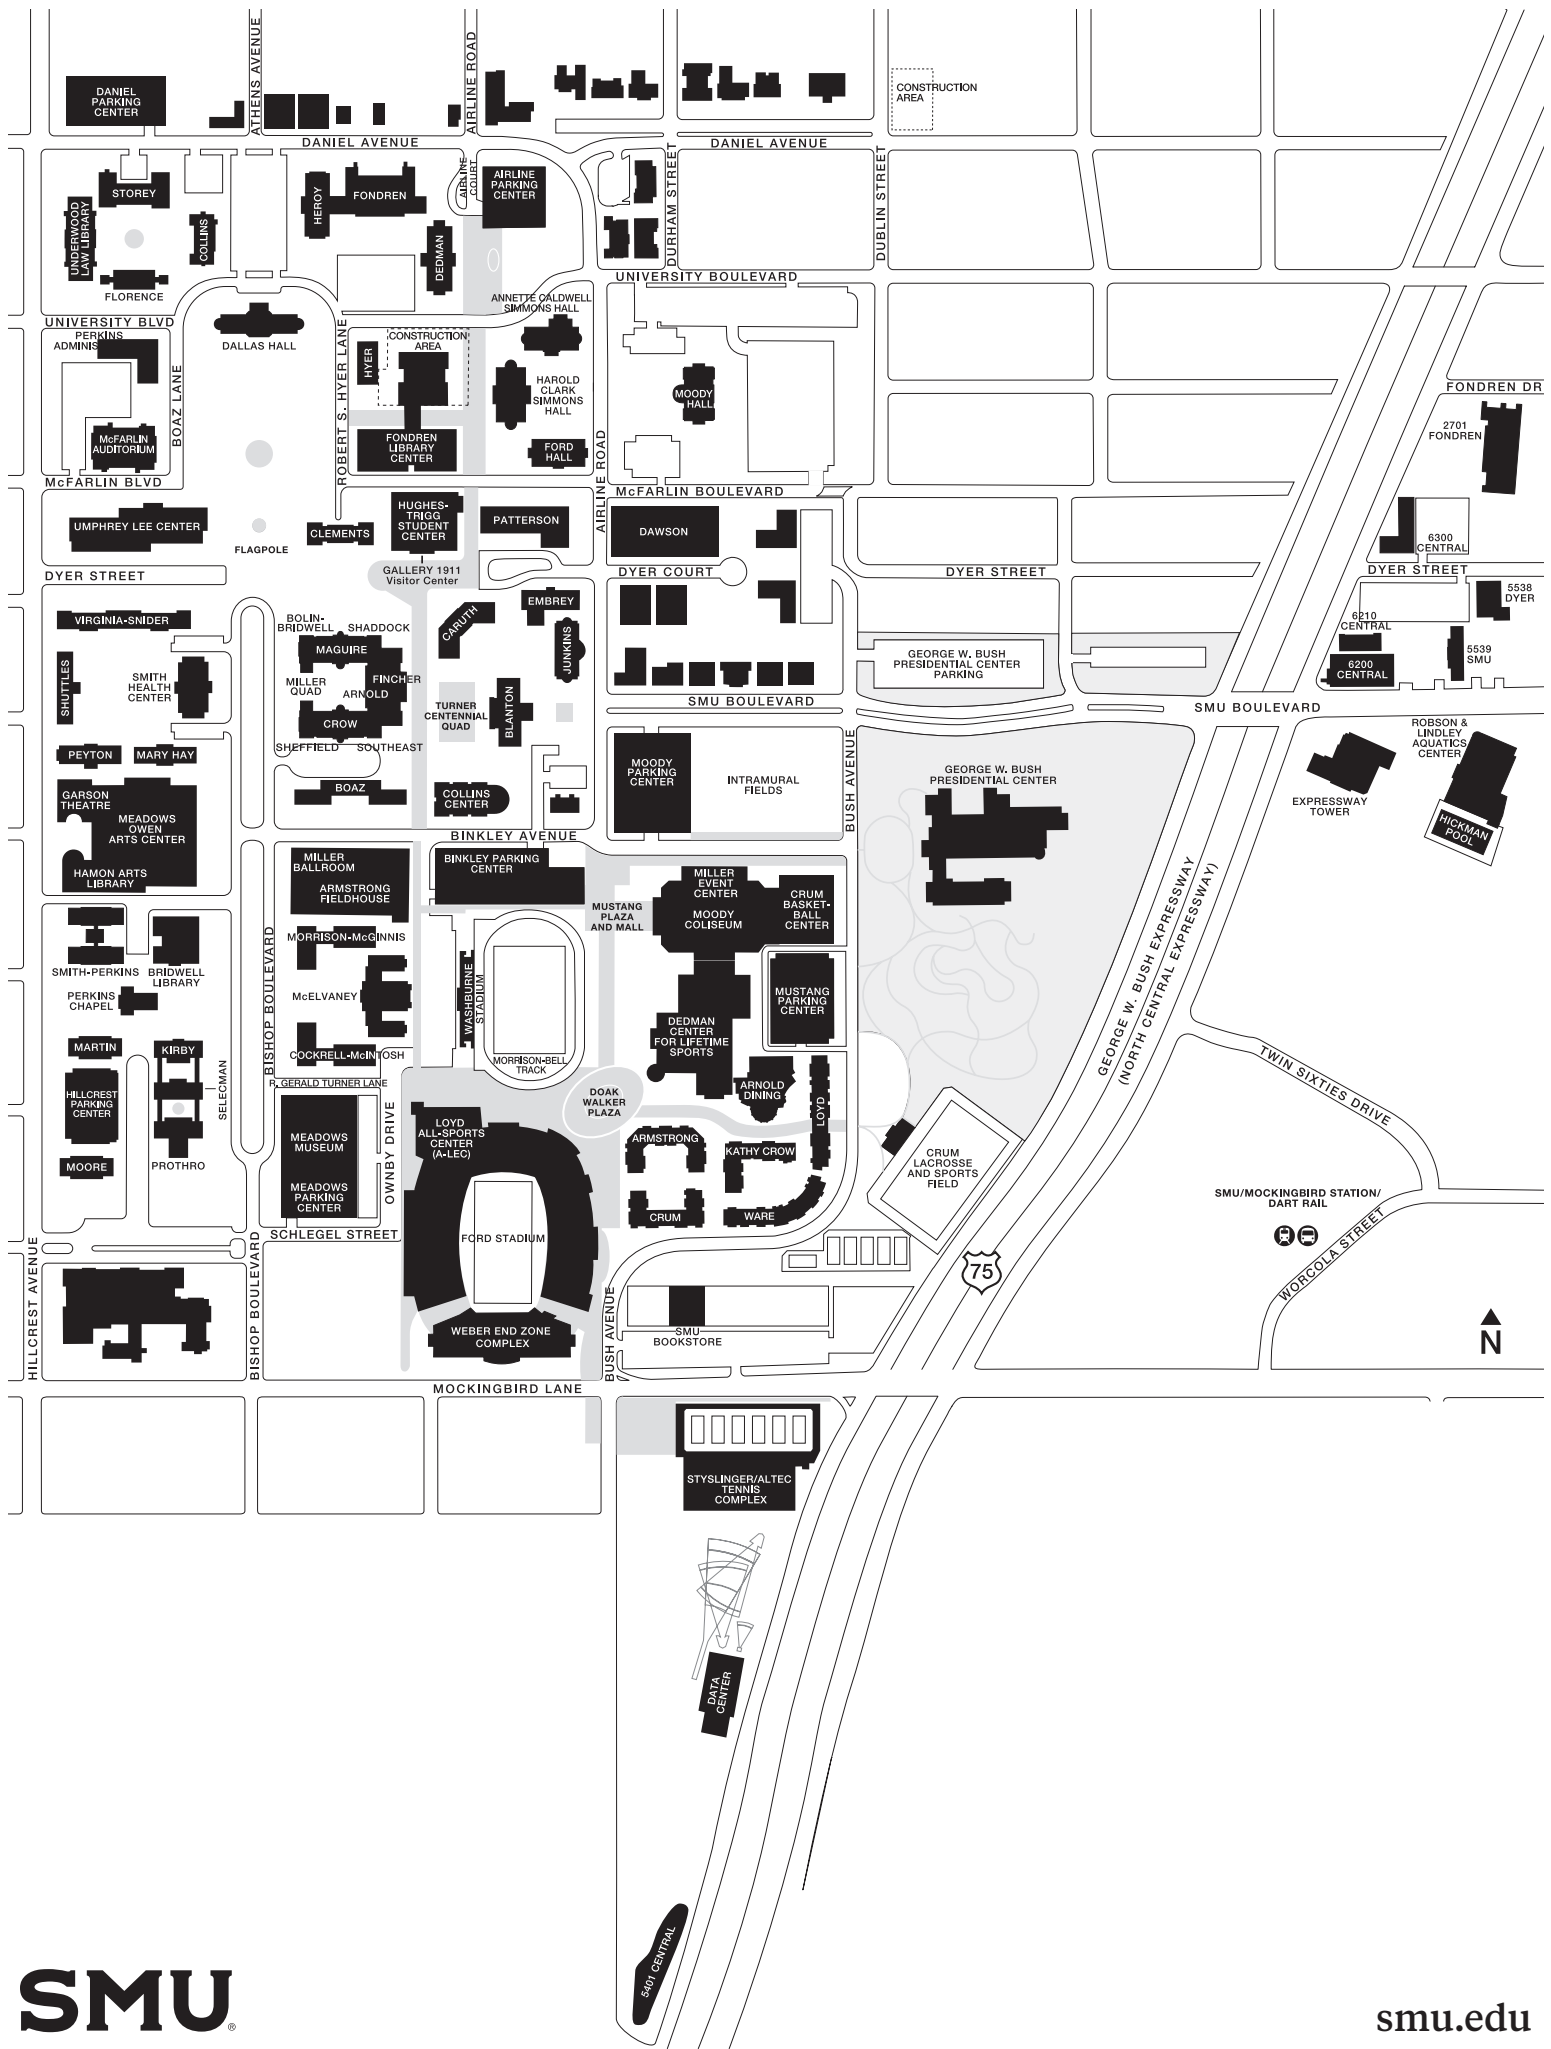 ATHENS AVENUE
AIRLINE ROAD
DANIEL
PARKING
CENTER
CONSTRUCTION
AREA
DANIEL AVENUE
DANIEL AVENUE
AIRLINE
COURT
AIRLINE
PARKING
CENTER
DURHAM STREET
DUBLIN STREET
STOREY
HEROY
FONDREN
UNDERWOOD
LAW LIBRARY
COLLINS
DEDMAN
FLORENCE
UNIVERSITY BOULEVARD
ANNETTE CALDWELL
SIMMONS HALL
UNIVERSITY BLVD
PERKINS
ADMINIS
DALLAS HALL
ROBERT S. HYER LANE
CONSTRUCTION
AREA
HYER
BOAZ LANE
HAROLD
CLARK
SIMMONS
HALL
MOODY
HALL
FONDREN DR
2701
FONDREN
McFARLIN
AUDITORIUM
FONDREN
LIBRARY
CENTER
FORD
HALL
AIRLINE ROAD
McFARLIN BLVD
McFARLIN BOULEVARD
UMPHREY LEE CENTER
FLAGPOLE
CLEMENTS
HUGHES-
TRIGG
STUDENT
CENTER
PATTERSON
DAWSON
6300
CENTRAL
GALLERY 1911
Visitor Center
DYER STREET
DYER COURT
DYER STREET
DYER STREET
5538
DYER
VIRGINIA-SNIDER
BOLIN-
BRIDWELL
SHADDOCK
MAGUIRE
CARUTH
EMBREY
JUNKINS
6210
CENTRAL
5539
SMU
6200
CENTRAL
SHUTTLES
SMITH
HEALTH
CENTER
MILLER
QUAD
FINCHER
ARNOLD
CROW
SHEFFIELD
SOUTHEAST
TURNER
CENTENNIAL
QUAD
BLANTON
GEORGE W. BUSH
PRESIDENTIAL CENTER
PARKING
SMU BOULEVARD
SMU BOULEVARD
PEYTON
MARY HAY
BOAZ
COLLINS
CENTER
MOODY
PARKING
CENTER
INTRAMURAL
FIELDS
BUSH AVENUE
GEORGE W. BUSH
PRESIDENTIAL CENTER
ROBSON &
LINDLEY
AQUATICS
CENTER
EXPRESSWAY
TOWER
HICKMAN
POOL
GARSON
THEATRE
MEADOWS
OWEN
ARTS CENTER
HAMON ARTS
LIBRARY
BINKLEY AVENUE
MILLER
BALLROOM
ARMSTRONG
FIELDHOUSE
BINKLEY PARKING
CENTER
MUSTANG
PLAZA
AND MALL
MILLER
EVENT
CENTER
MOODY
COLISEUM
CRUM
BASKET-
BALL
CENTER
GEORGE W. BUSH EXPRESSWAY
(NORTH CENTRAL EXPRESSWAY)
SMITH-PERKINS
BRIDWELL
LIBRARY
BISHOP BOULEVARD
MORRISON-McGINNIS
PERKINS
CHAPEL
McELVANEY
WASHBURNE
STADIUM
MUSTANG
PARKING
CENTER
MARTIN
KIRBY
COCKRELL-McINTOSH
DEDMAN
CENTER
FOR LIFETIME
SPORTS
MORRISON-BELL
TRACK
TWIN SIXTIES DRIVE
HILLCREST
PARKING
CENTER
SELECMAN
R. GERALD TURNER LANE
DOAK
WALKER
PLAZA
ARNOLD
DINING
LOYD
MEADOWS
MUSEUM
OWNBY DRIVE
LOYD
ALL-SPORTS
CENTER
(A-LEC)
ARMSTRONG
KATHY CROW
CRUM
LACROSSE
AND SPORTS
FIELD
MOORE
PROTHRO
MEADOWS
PARKING
CENTER
CRUM
WARE
SMU/MOCKINGBIRD STATION/
DART RAIL
WORCOLA STREET
SCHLEGEL STREET
FORD STADIUM
75
HILLCREST AVENUE
BISHOP BOULEVARD
WEBER END ZONE
COMPLEX
BUSH AVENUE
SMU
BOOKSTORE
N
MOCKINGBIRD LANE
STYSLINGER/ALTEC
TENNIS
COMPLEX
DATA
CENTER
5401 CENTRAL
SMU®
smu.edu